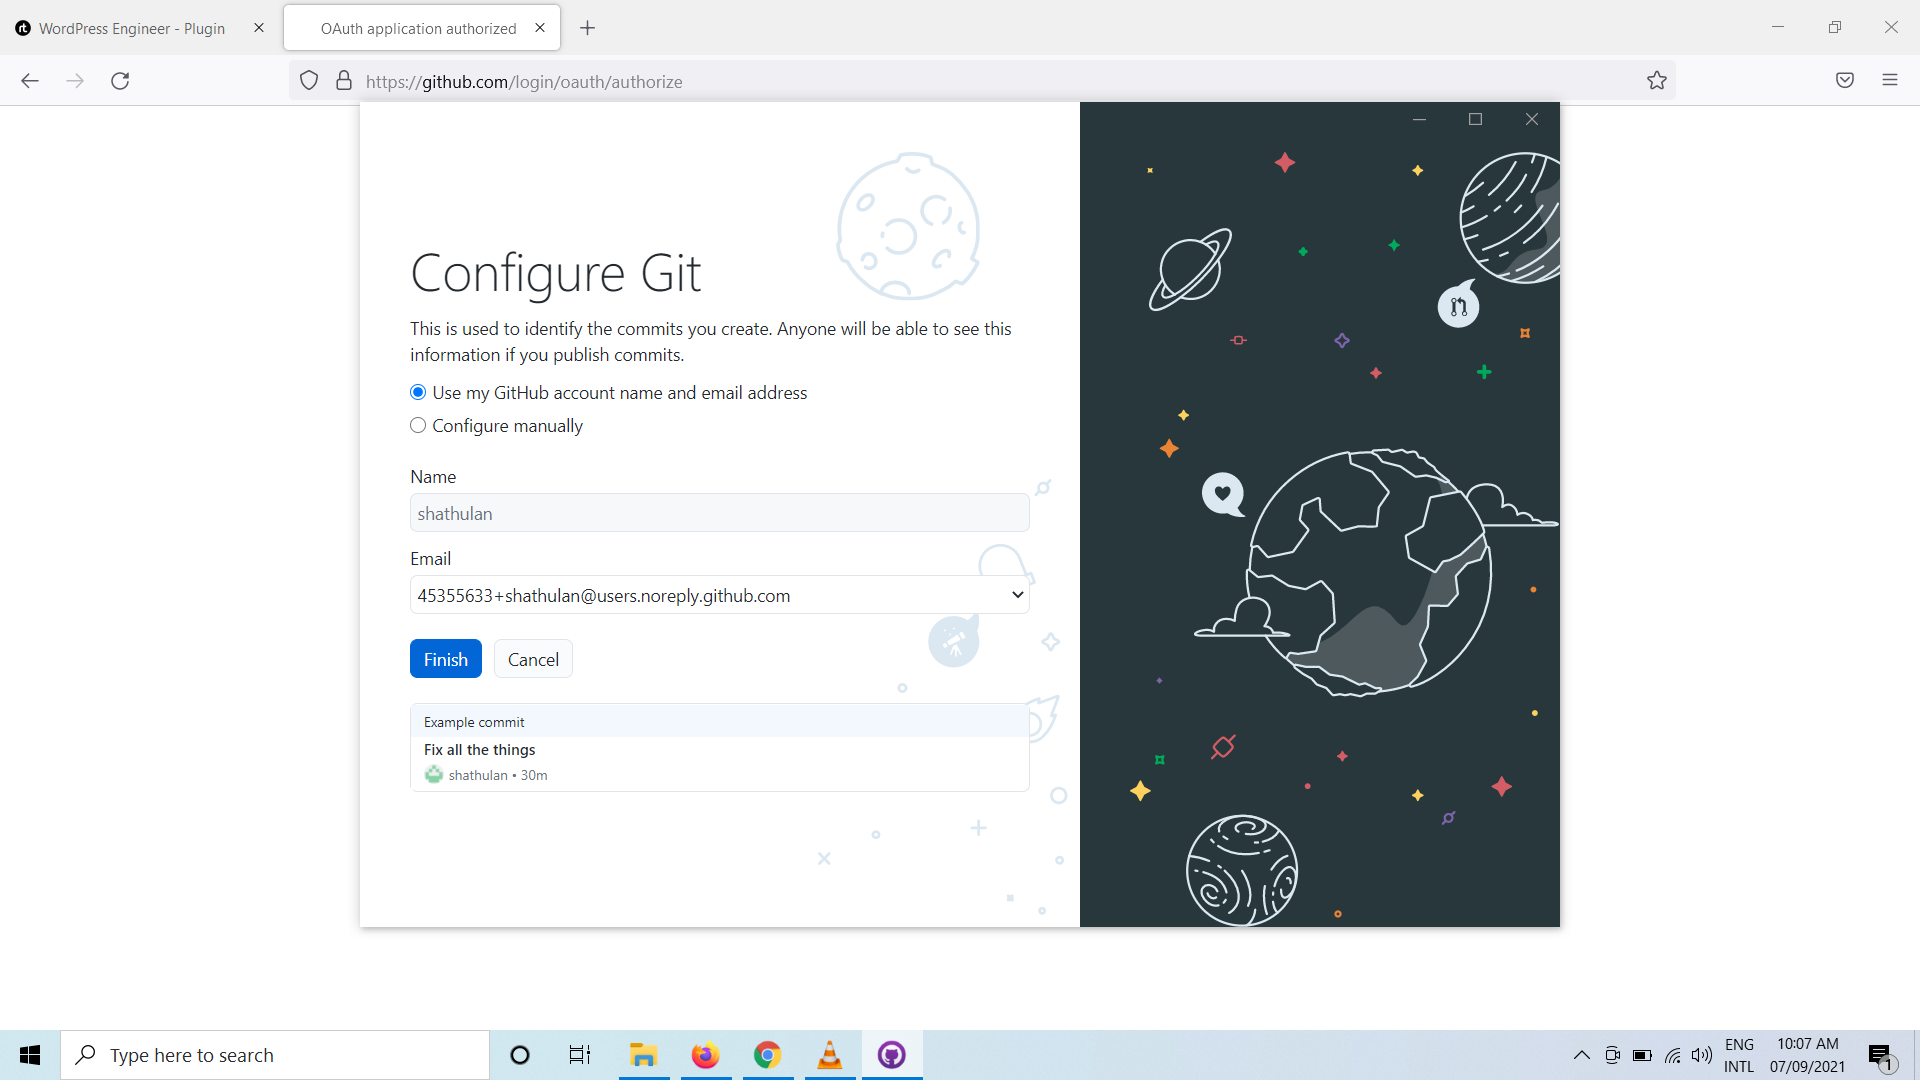 WordPress Engineer - Plugin
OAuth application authorized
https://github.com/login/oauth/authorize
Configure Git
This is used to identify the commits you create. Anyone will be able to see this
information if you publish commits.
Use my GitHub account name and email address
Configure manually
Name
shathulan
Email
45355633+shathulan@users.noreply.github.com
Finish
Cancel
Example commit
Fix all the things
shathulan • 30m
Type here to search
ENG
INTL
10:07 AM
07/09/2021
1